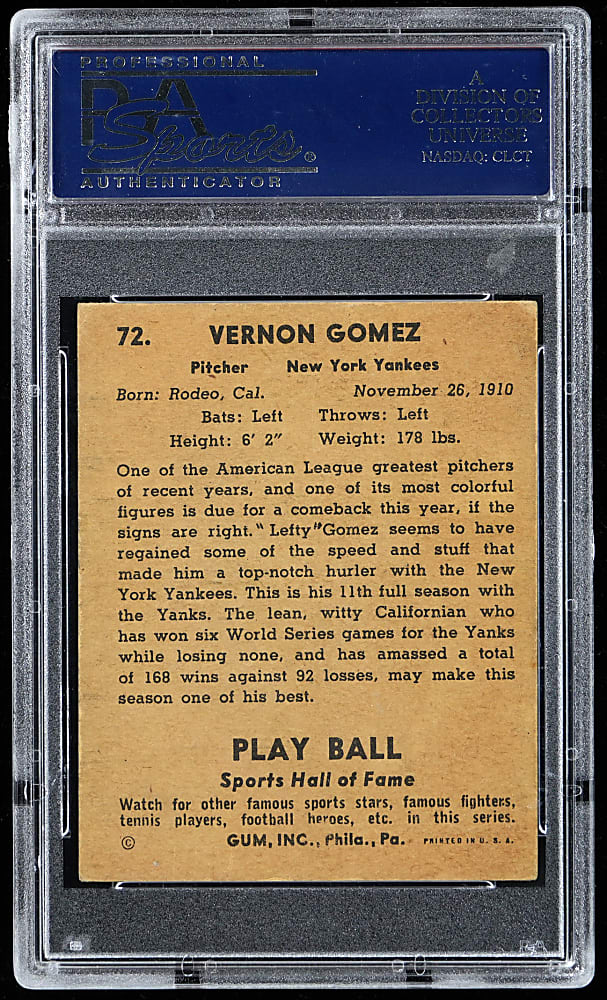 PROFESSIONAL
PSA
Sports®
AUTHENTICATOR
A
DIVISION OF
COLLECTORS
UNIVERSE
NASDAQ: CLCT
72. VERNON GOMEZ
Pitcher New York Yankees
Born: Rodeo, Cal. November 26, 1910
Bats: Left Throws: Left
Height: 6' 2" Weight: 178 lbs.
One of the American League greatest pitchers
of recent years, and one of its most colorful
figures is due for a comeback this year, if the
signs are right. "Lefty" Gomez seems to have
regained some of the speed and stuff that
made him a top-notch hurler with the New
York Yankees. This is his 11th full season with
the Yanks. The lean, witty Californian who
has won six World Series games for the Yanks
while losing none, and has amassed a total
of 168 wins against 92 losses, may make this
season one of his best.
PLAY BALL
Sports Hall of Fame
Watch for other famous sports stars, famous fighters,
tennis players, football heroes, etc. in this series.
© GUM, INC., Phila., Pa. PRINTED IN U. S. A.
PSA